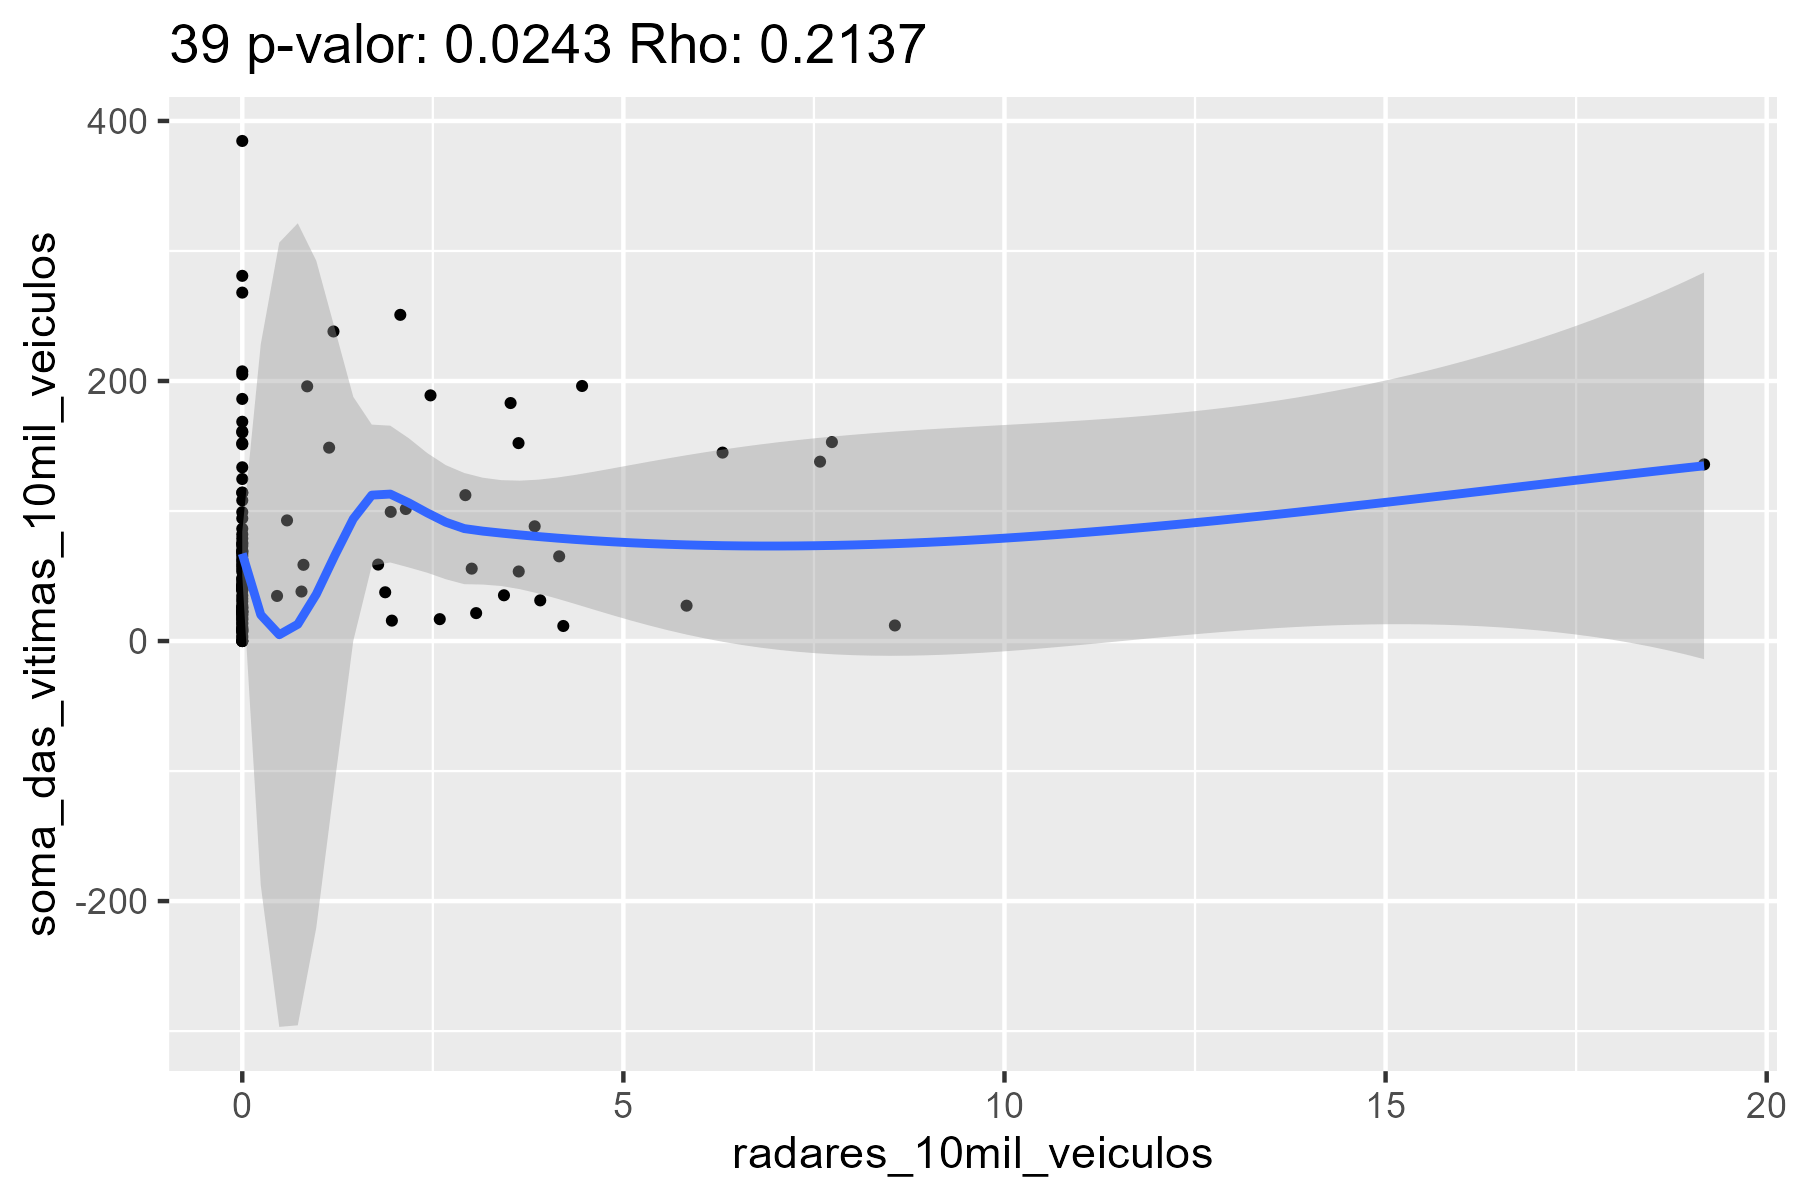 39 p-valor: 0.0243 Rho: 0.2137
soma_das_vitimas_10mil_veiculos
400
200
0
-200
0 5 10 15 20
radares_10mil_veiculos